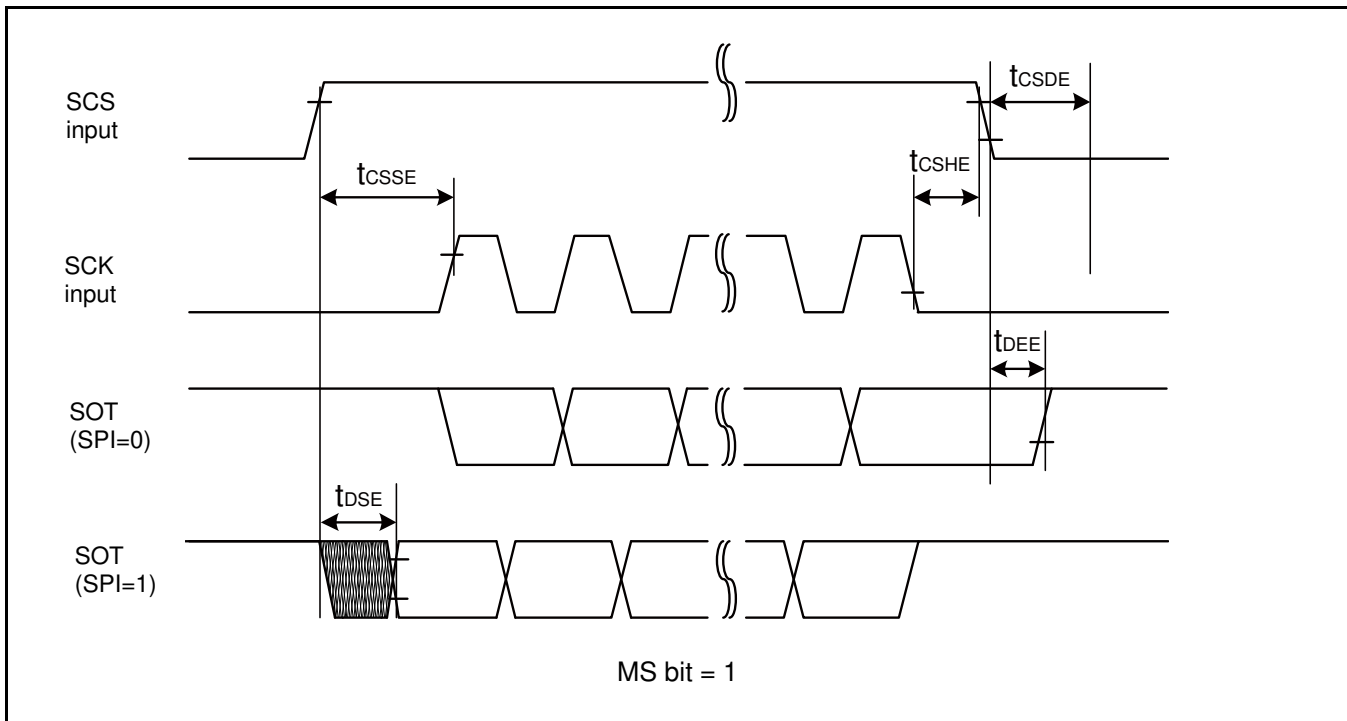 SCS
input
tCSDE
tCSHE
tCSSE
SCK
input
tDEE
SOT
(SPI=0)
tDSE
SOT
(SPI=1)
MS bit = 1